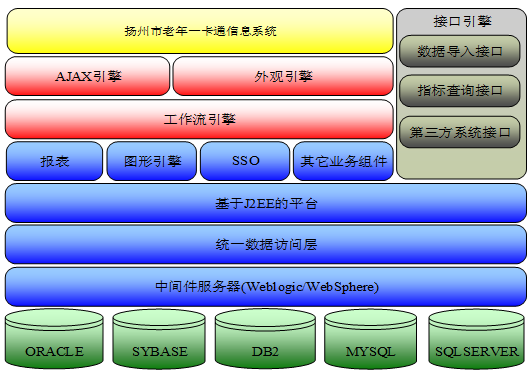 扬州市老年一卡通信息系统
接口引擎
数据导入接口
指标查询接口
第三方系统接口
AJAX引擎
外观引擎
工作流引擎
报表
图形引擎
SSO
其它业务组件
基于J2EE的平台
统一数据访问层
中间件服务器(Weblogic/WebSphere)
ORACLE
SYBASE
DB2
MYSQL
SQLSERVER